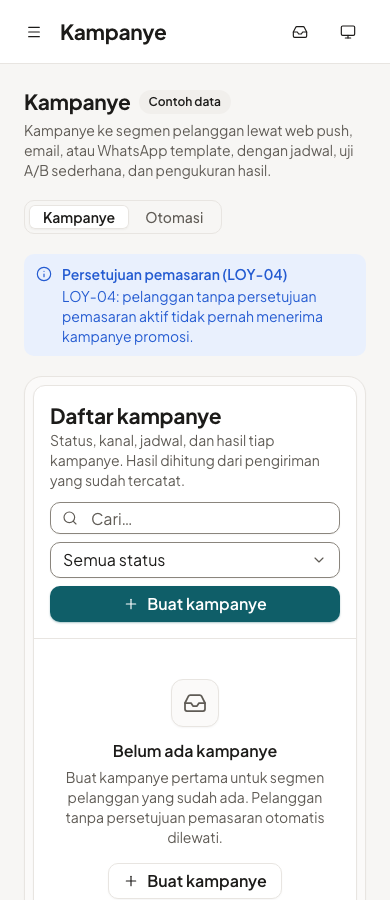 Kampanye
Kampanye
Contoh data
Kampanye ke segmen pelanggan lewat web push,
email, atau WhatsApp template, dengan jadwal, uji
A/B sederhana, dan pengukuran hasil.
Kampanye
Otomasi
Persetujuan pemasaran (LOY-04)
LOY-04: pelanggan tanpa persetujuan
pemasaran aktif tidak pernah menerima
kampanye promosi.
Daftar kampanye
Status, kanal, jadwal, dan hasil tiap
kampanye. Hasil dihitung dari pengiriman
yang sudah tercatat.
Cari...
Semua status
Buat kampanye
Belum ada kampanye
Buat kampanye pertama untuk segmen
pelanggan yang sudah ada. Pelanggan
tanpa persetujuan pemasaran otomatis
dilewati.
Buat kampanye